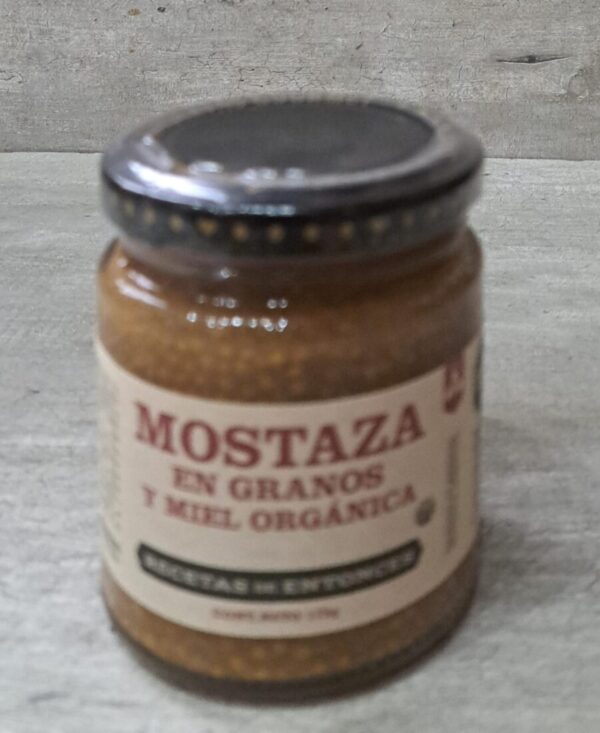 MOSTAZA
EN GRANOS
Y MIEL ORGÁNICA
RECETAS DE ENTONCES